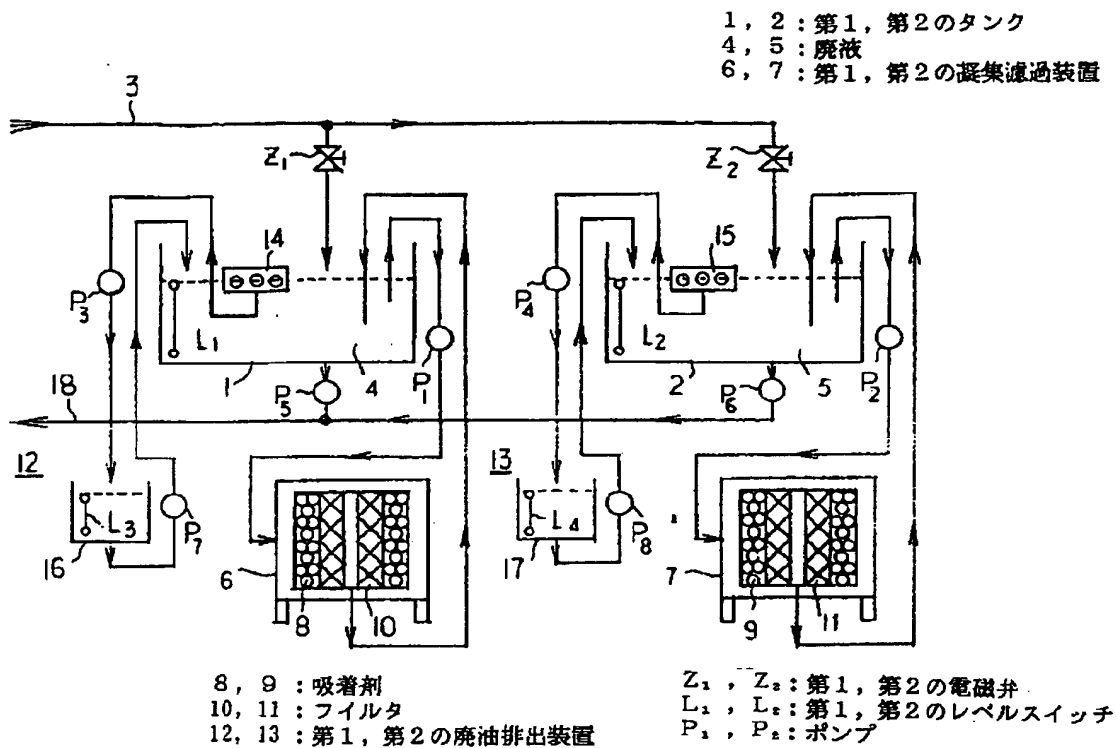 1, 2 : 第1, 第2のタンク
4, 5 : 廃液
6, 7 : 第1, 第2の凝集濾過装置
3
Z₁
Z₂
14
15
P₃
P₄
L₁
L₂
1
4
P₁
2
5
P₂
P₅
P₆
18
12
13
L₃
L₄
P₇
P₈
16
17
6
7
8
10
9
11
8, 9 : 吸着剤
10, 11 : フイルタ
12, 13 : 第1, 第2の廃油排出装置
Z₁, Z₂ : 第1, 第2の電磁弁
L₁, L₂ : 第1, 第2のレベルスイッチ
P₁, P₂ : ポンプ